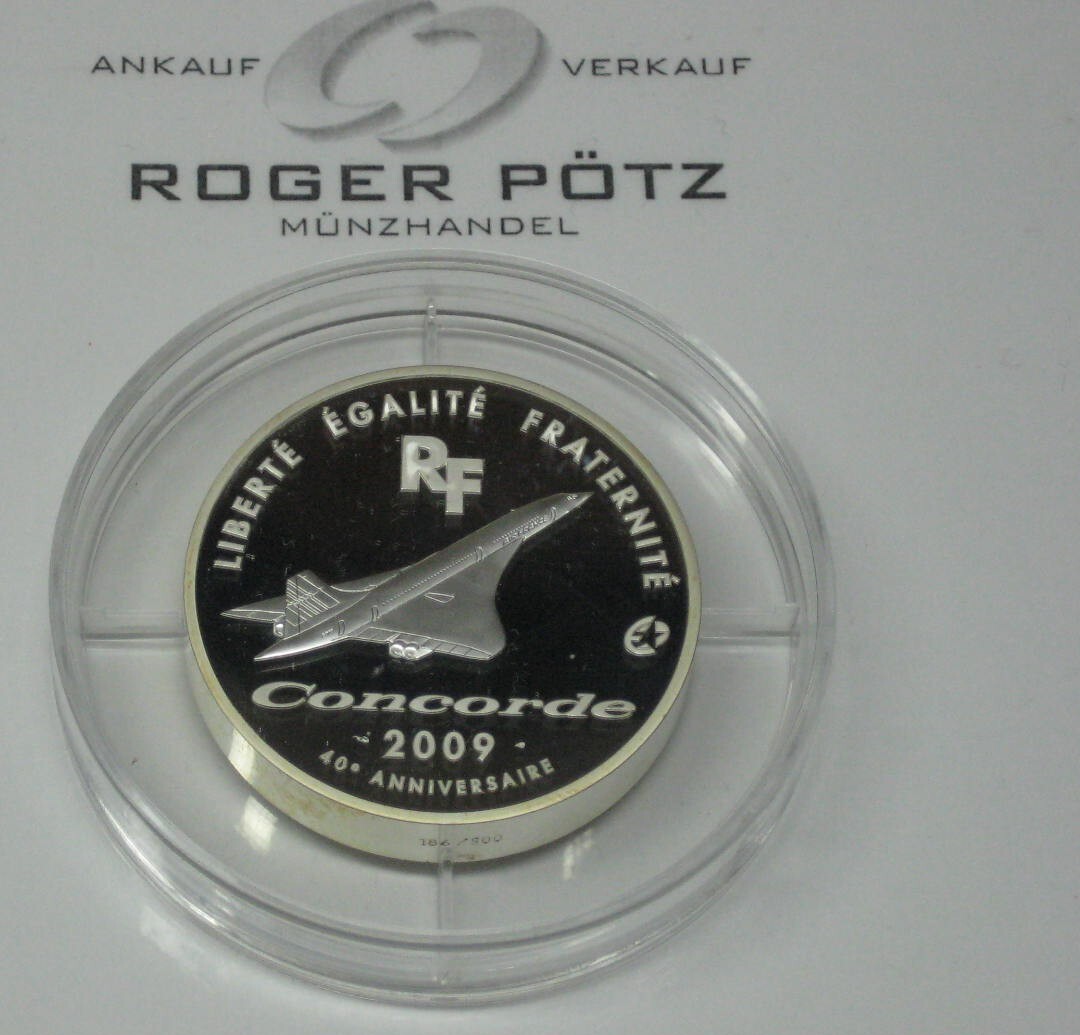 ANKAUF VERKAUF
ROGER PÖTZ
MÜNZHANDEL
LIBERTÉ ÉGALITÉ FRATERNITÉ
RF
Concorde
2009
40e ANNIVERSAIRE